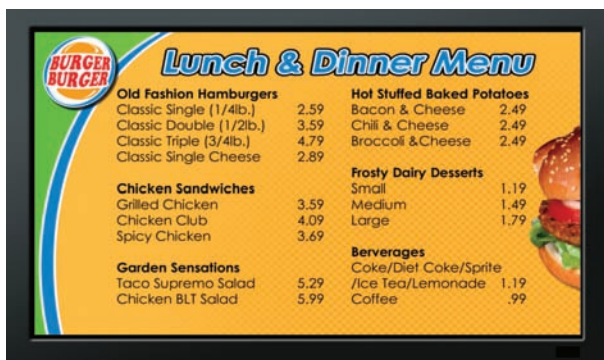 BURGER
BURGER
Lunch & Dinner Menu
Old Fashion Hamburgers
Classic Single (1/4lb.) 2.59
Classic Double (1/2lb.) 3.59
Classic Triple (3/4lb.) 4.79
Classic Single Cheese 2.89
Chicken Sandwiches
Grilled Chicken 3.59
Chicken Club 4.09
Spicy Chicken 3.69
Garden Sensations
Taco Supremo Salad 5.29
Chicken BLT Salad 5.99
Hot Stuffed Baked Potatoes
Bacon & Cheese 2.49
Chili & Cheese 2.49
Broccoli &Cheese 2.49
Frosty Dairy Desserts
Small 1.19
Medium 1.49
Large 1.79
Berverages
Coke/Diet Coke/Sprite
/Ice Tea/Lemonade 1.19
Coffee .99